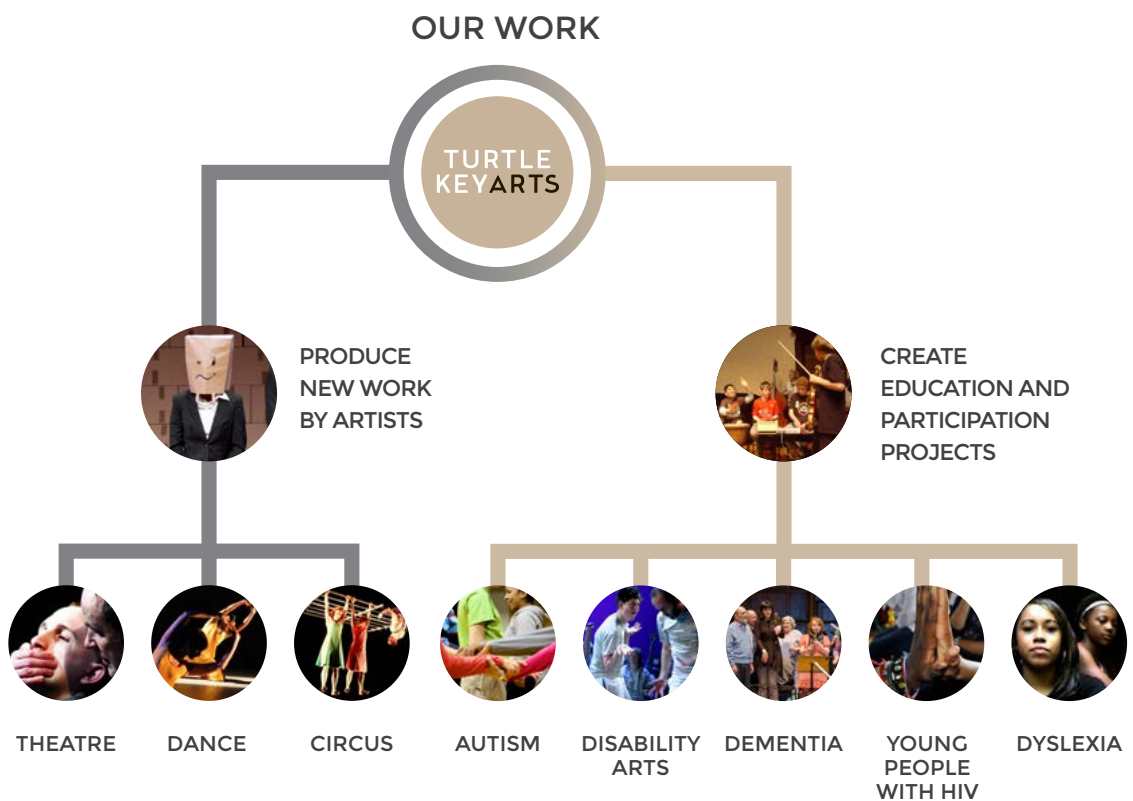 OUR WORK
TURTLE
KEYARTS
PRODUCE
NEW WORK
BY ARTISTS
CREATE
EDUCATION AND
PARTICIPATION
PROJECTS
THEATRE
DANCE
CIRCUS
AUTISM
DISABILITY
ARTS
DEMENTIA
YOUNG
PEOPLE
WITH HIV
DYSLEXIA